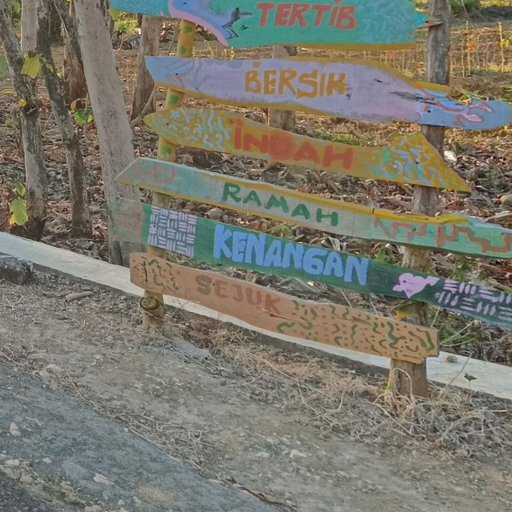 TERTIB
BERSIH
INDAH
RAMAH
KENANGAN
SEJUK